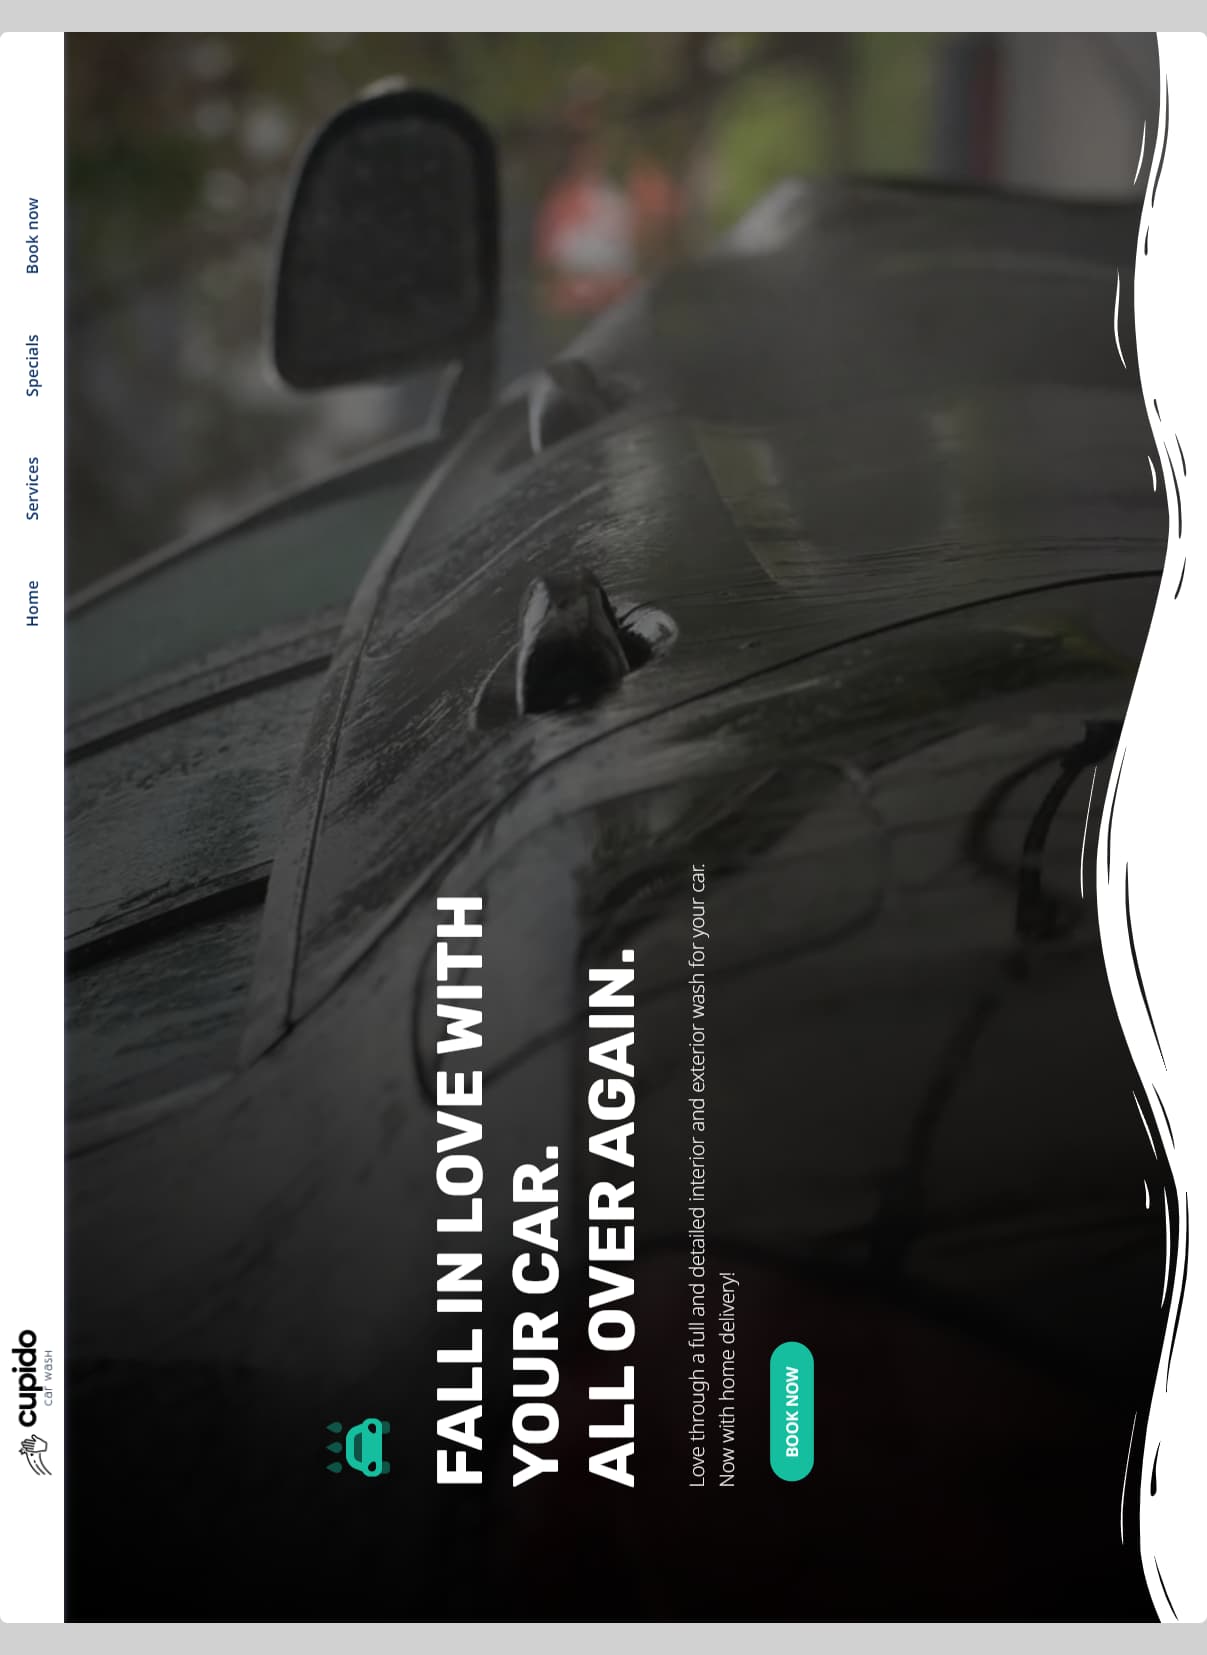 cupido
car wash
Home
Services
Specials
Book now
FALL IN LOVE WITH
YOUR CAR.
ALL OVER AGAIN.
Love through a full and detailed interior and exterior wash for your car.
Now with home delivery!
BOOK NOW